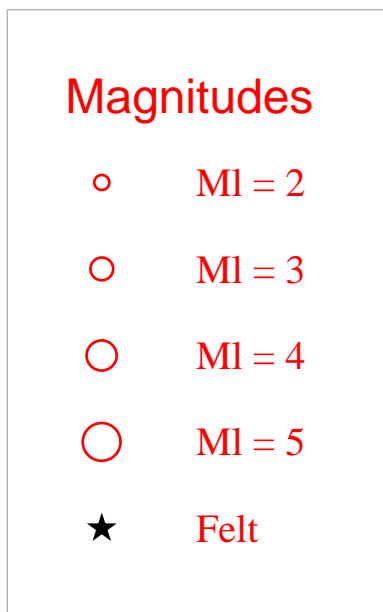 Magnitudes
Ml = 2
Ml = 3
Ml = 4
Ml = 5
Felt